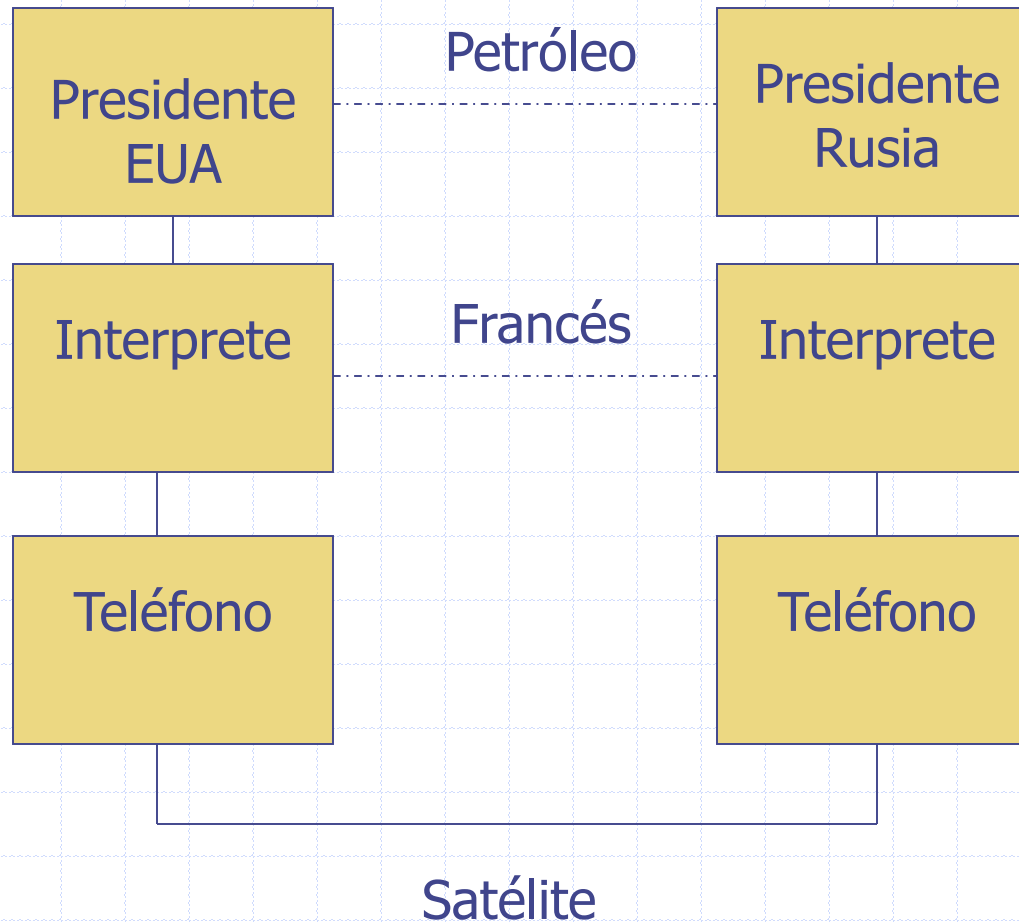 Petróleo
Presidente
EUA
Presidente
Rusia
Interprete
Francés
Interprete
Teléfono
Teléfono
Satélite